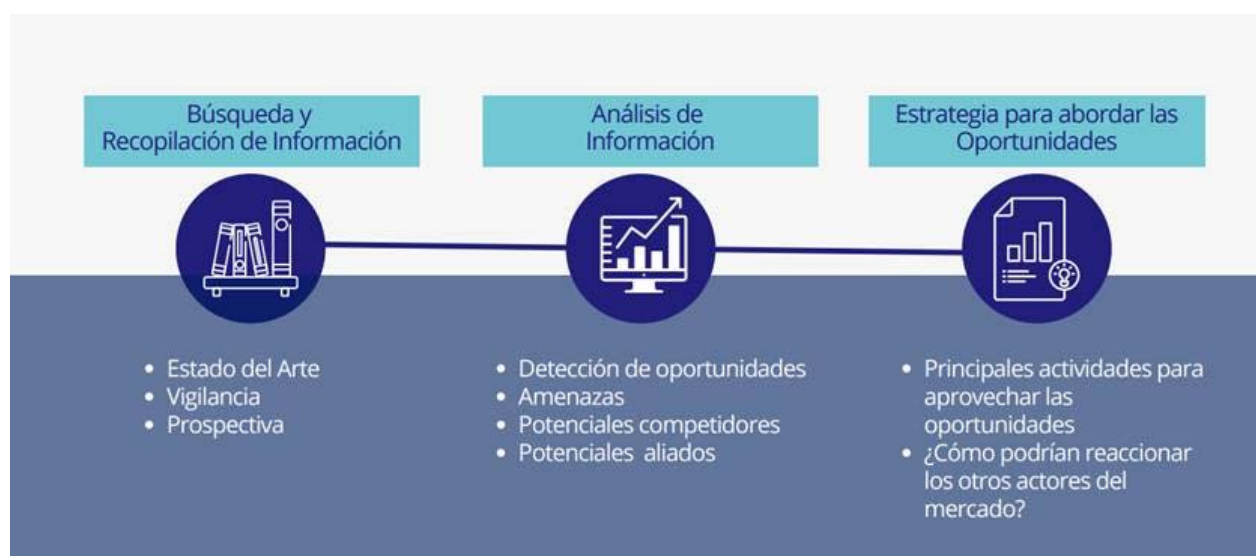 Búsqueda y
Recopilación de Información
Análisis de
Información
Estrategia para abordar las
Oportunidades
• Estado del Arte
• Vigilancia
• Prospectiva
• Detección de oportunidades
• Amenazas
• Potenciales competidores
• Potenciales aliados
• Principales actividades para
aprovechar las
oportunidades
• ¿Cómo podrían reaccionar
los otros actores del
mercado?